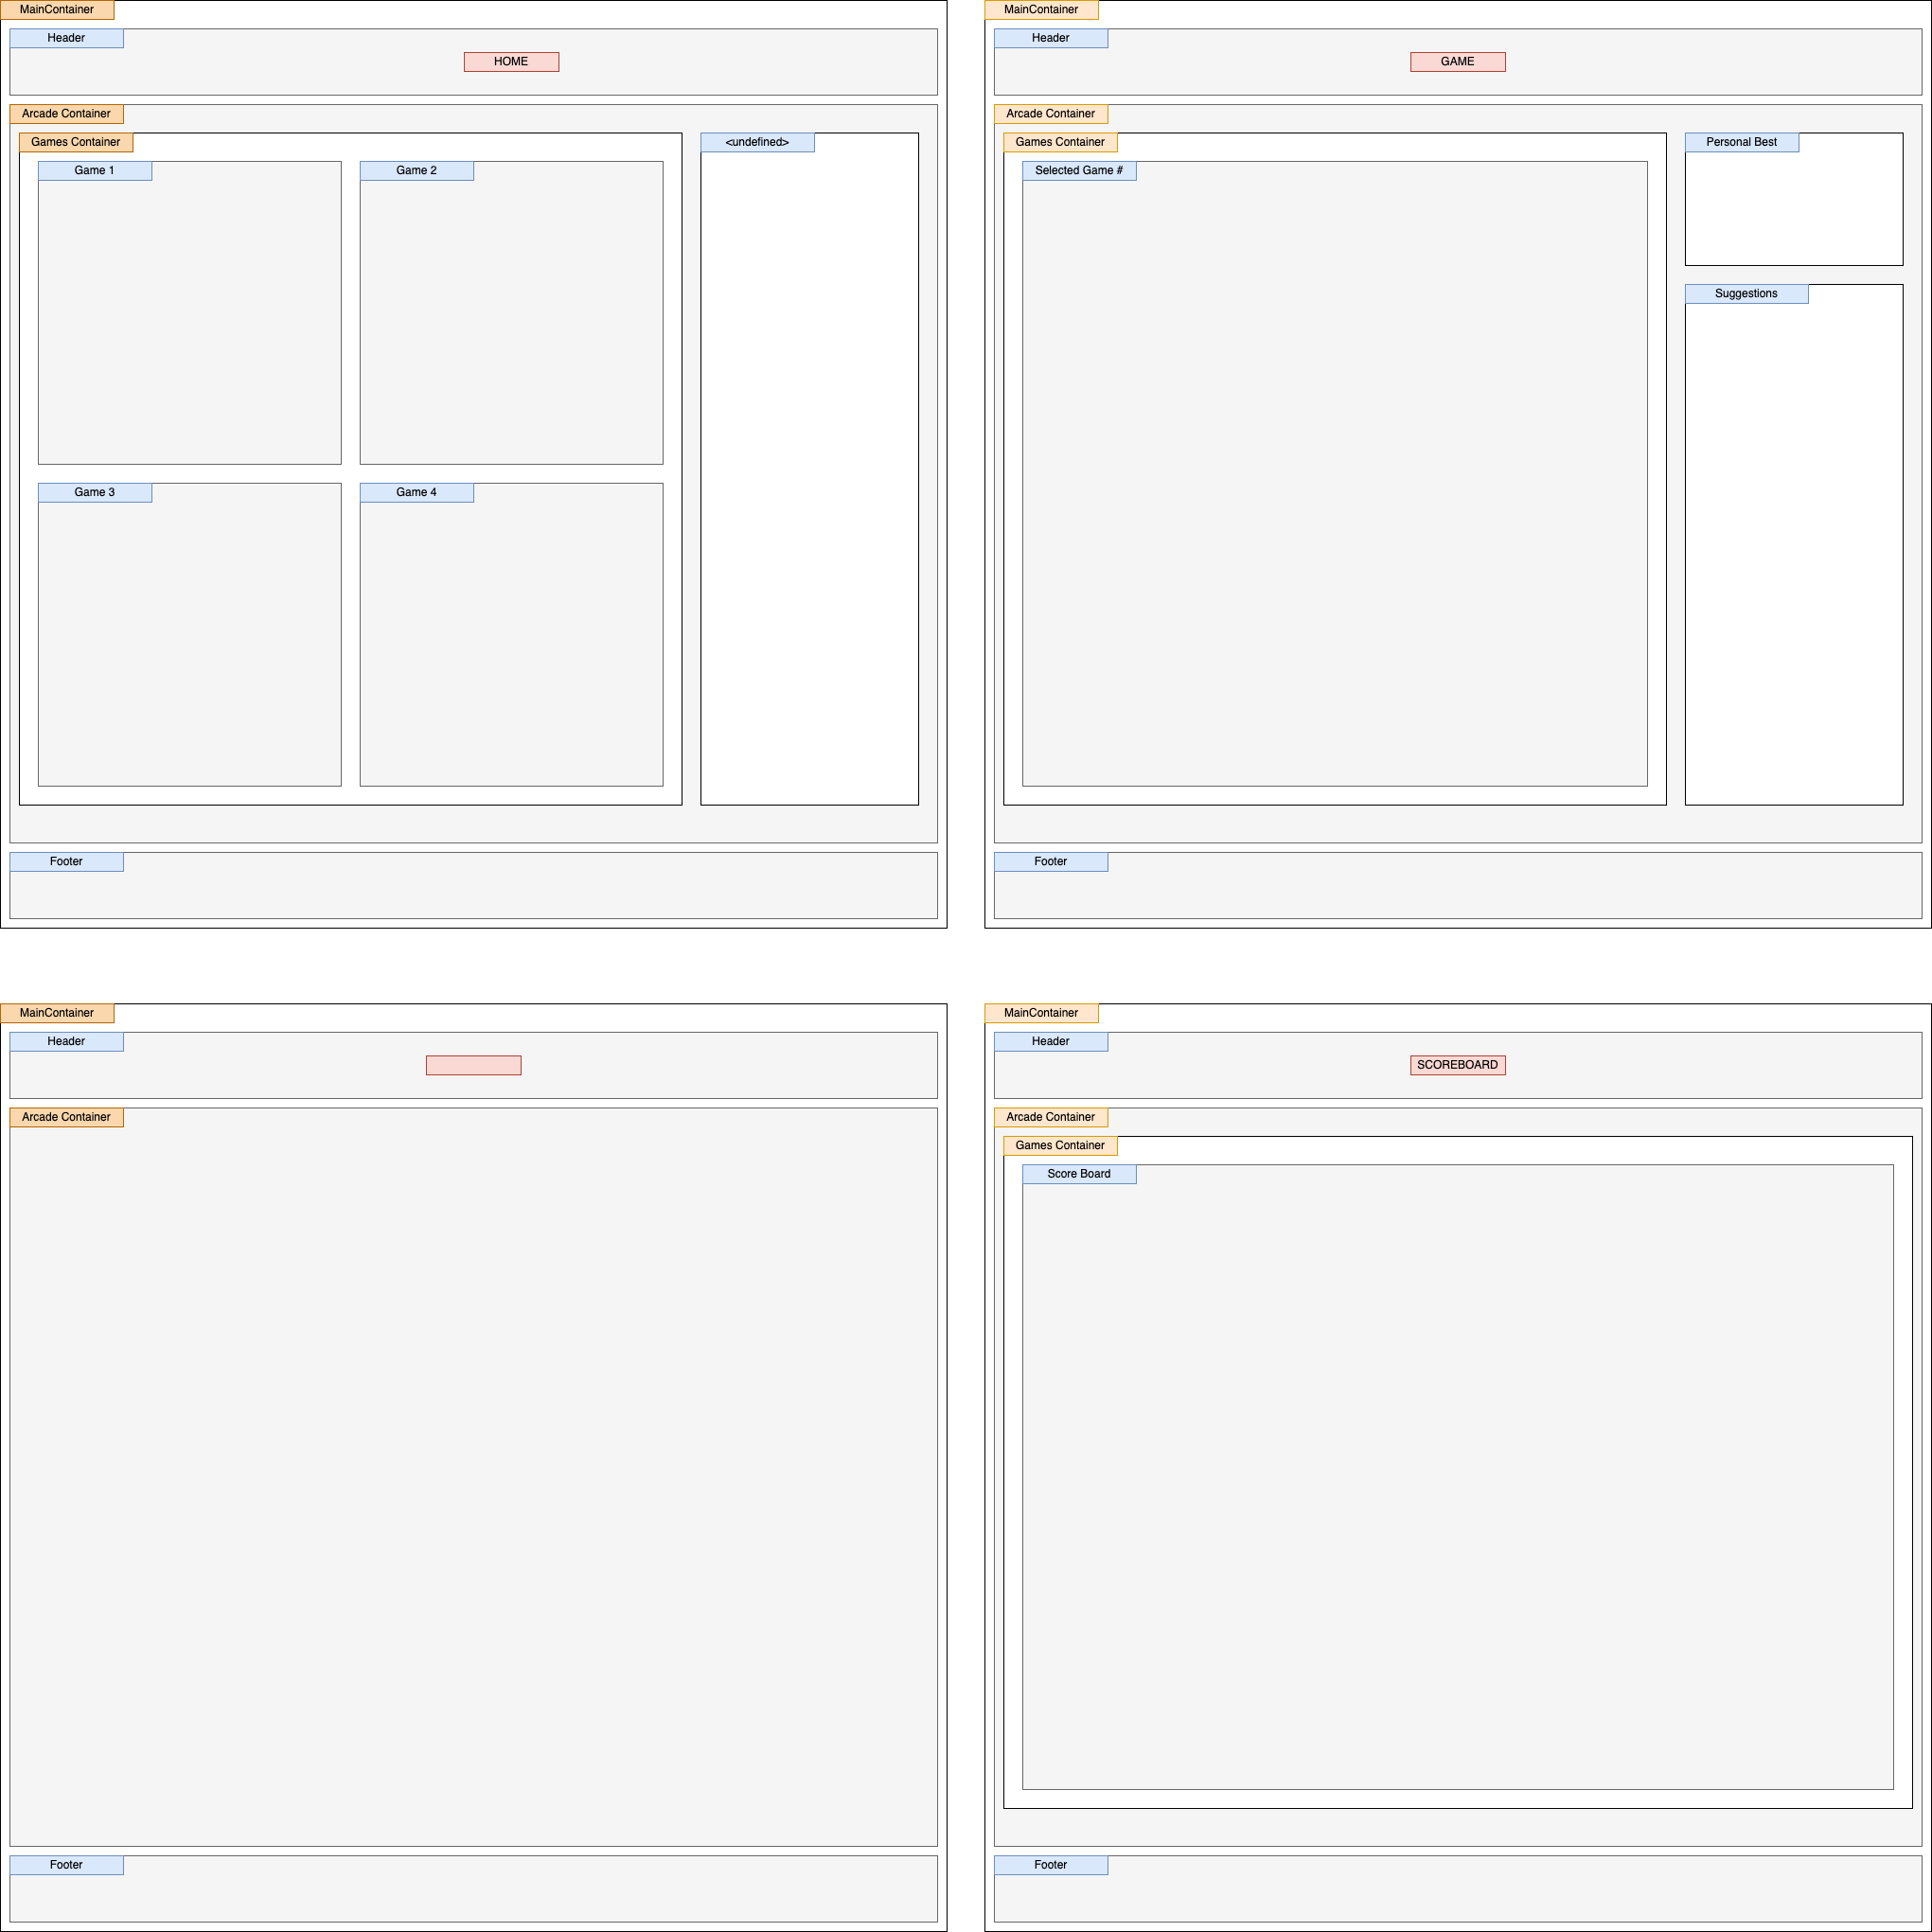 MainContainer
Header
HOME
Arcade Container
Games Container
Game 1
Game 2
Game 3
Game 4
<undefined>
Footer
MainContainer
Header
GAME
Arcade Container
Games Container
Selected Game #
Personal Best
Suggestions
Footer
MainContainer
Header
Arcade Container
Footer
MainContainer
Header
SCOREBOARD
Arcade Container
Games Container
Score Board
Footer